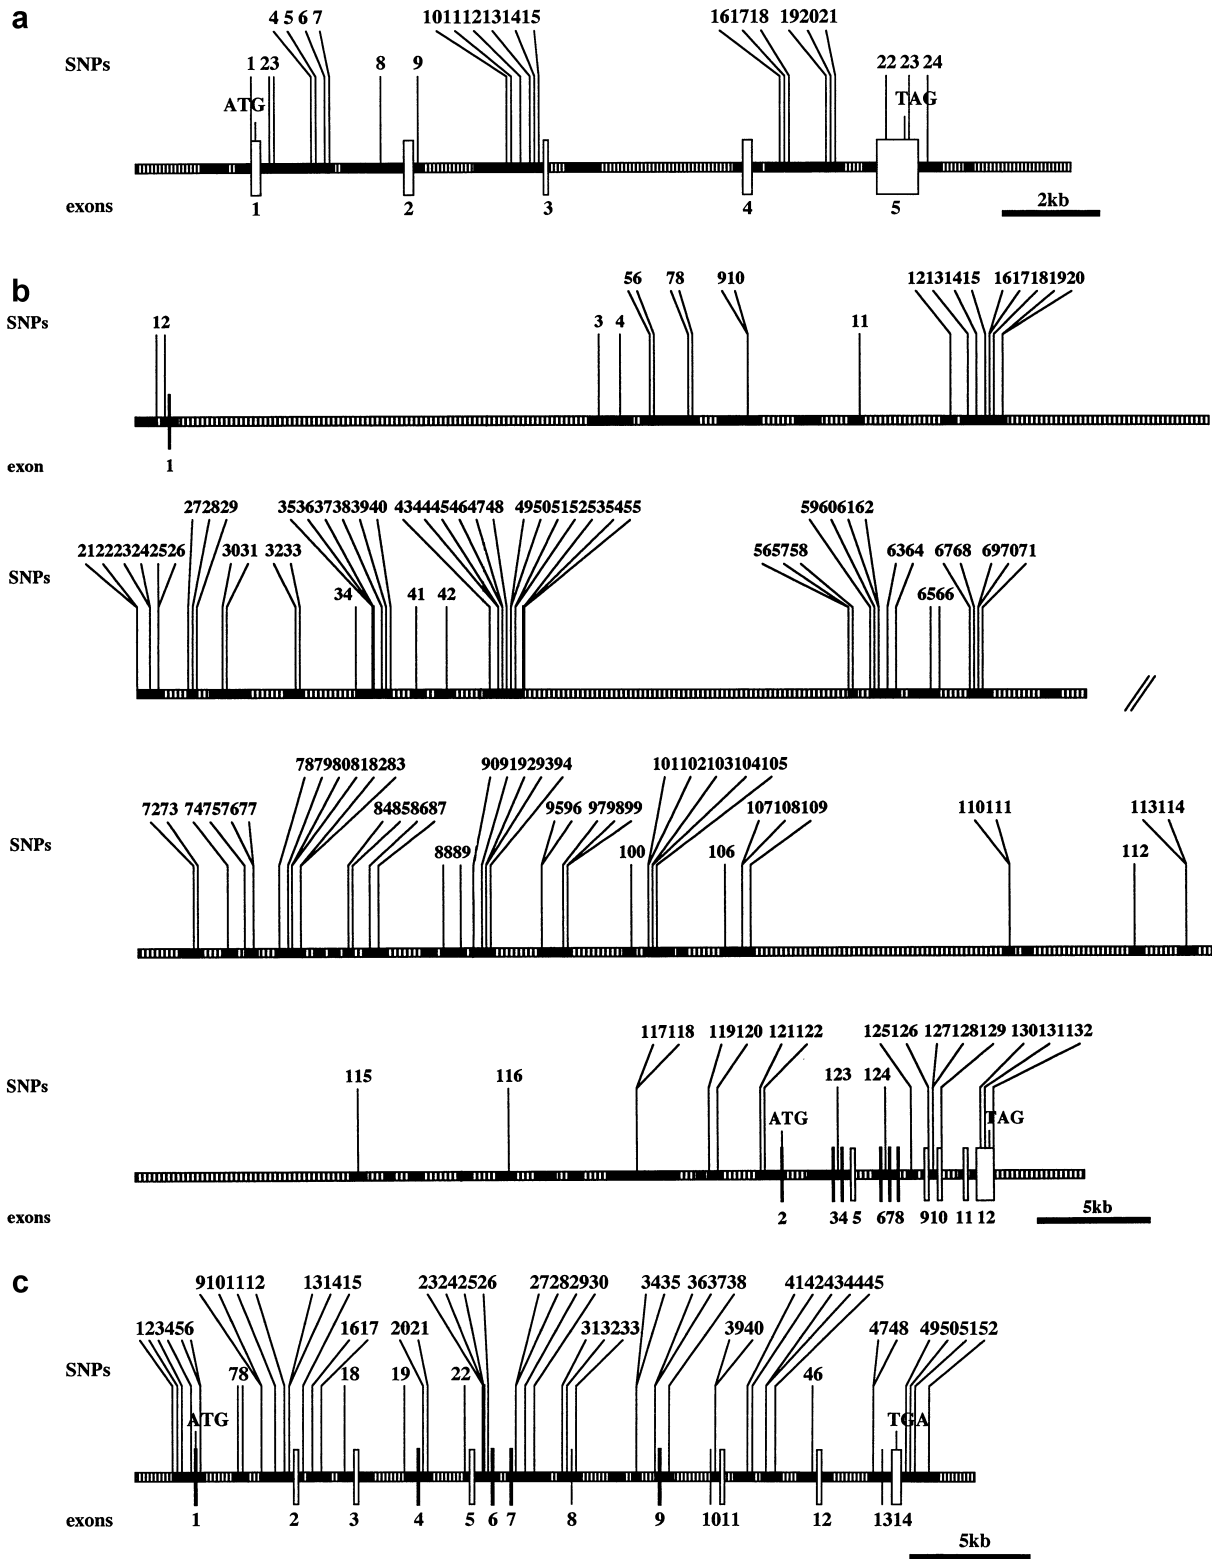 a
4 5 6 7 101112131415 161718 192021
SNPs 1 23 8 9 22 23 24
ATG TAG
exons 1 2 3 4 5 2kb
b
56 78 910 12131415 1617181920
SNPs 12 3 4 11
exon 1
272829 353637383940 434445464748 49505152535455 59606162
SNPs 212223242526 3031 3233 34 41 42 565758 6364 6566 6768 697071
787980818283 9091929394 101102103104105
7273 74757677 84858687 9596 979899 107108109 110111 113114
SNPs 8889 100 106 112
117118 119120 121122 125126 127128129 130131132
SNPs 115 116 123 124
ATG TAG
exons 2 34 5 678 910 11 12 5kb
c
9101112 131415 23242526 27282930 3435 363738 4142434445
123456 1617 2021 313233 3940 4748 49505152
SNPs 78 18 19 22 46
ATG TGA
exons 1 2 3 4 5 6 7 8 9 1011 12 1314
5kb